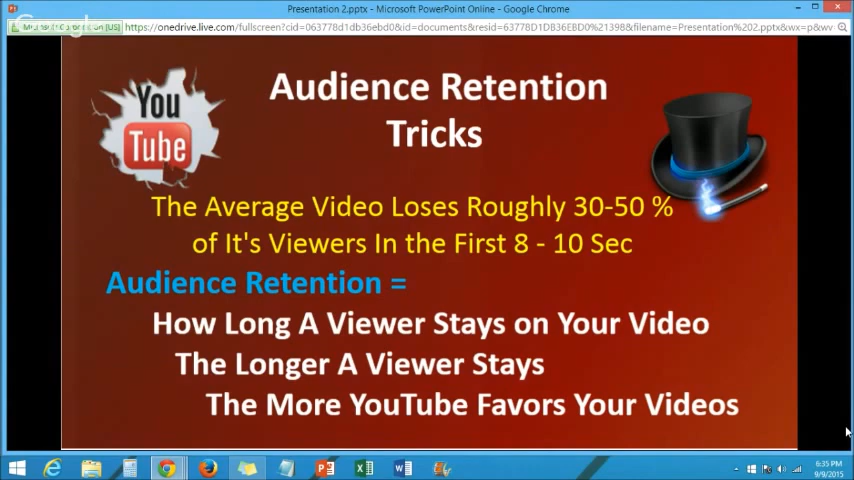 Presentation 2.pptx - Microsoft PowerPoint Online - Google Chrome
https://onedrive.live.com/fullscreen?cid=063778d1db36ebd0&id=documents&resid=63778D1DB36EBD0%21398&filename=Presentation%202.pptx&wx=p&wv=
You
Tube
Audience Retention
Tricks
The Average Video Loses Roughly 30-50 %
of It's Viewers In the First 8 - 10 Sec
Audience Retention =
How Long A Viewer Stays on Your Video
The Longer A Viewer Stays
The More YouTube Favors Your Videos
6:35 PM
9/9/2015